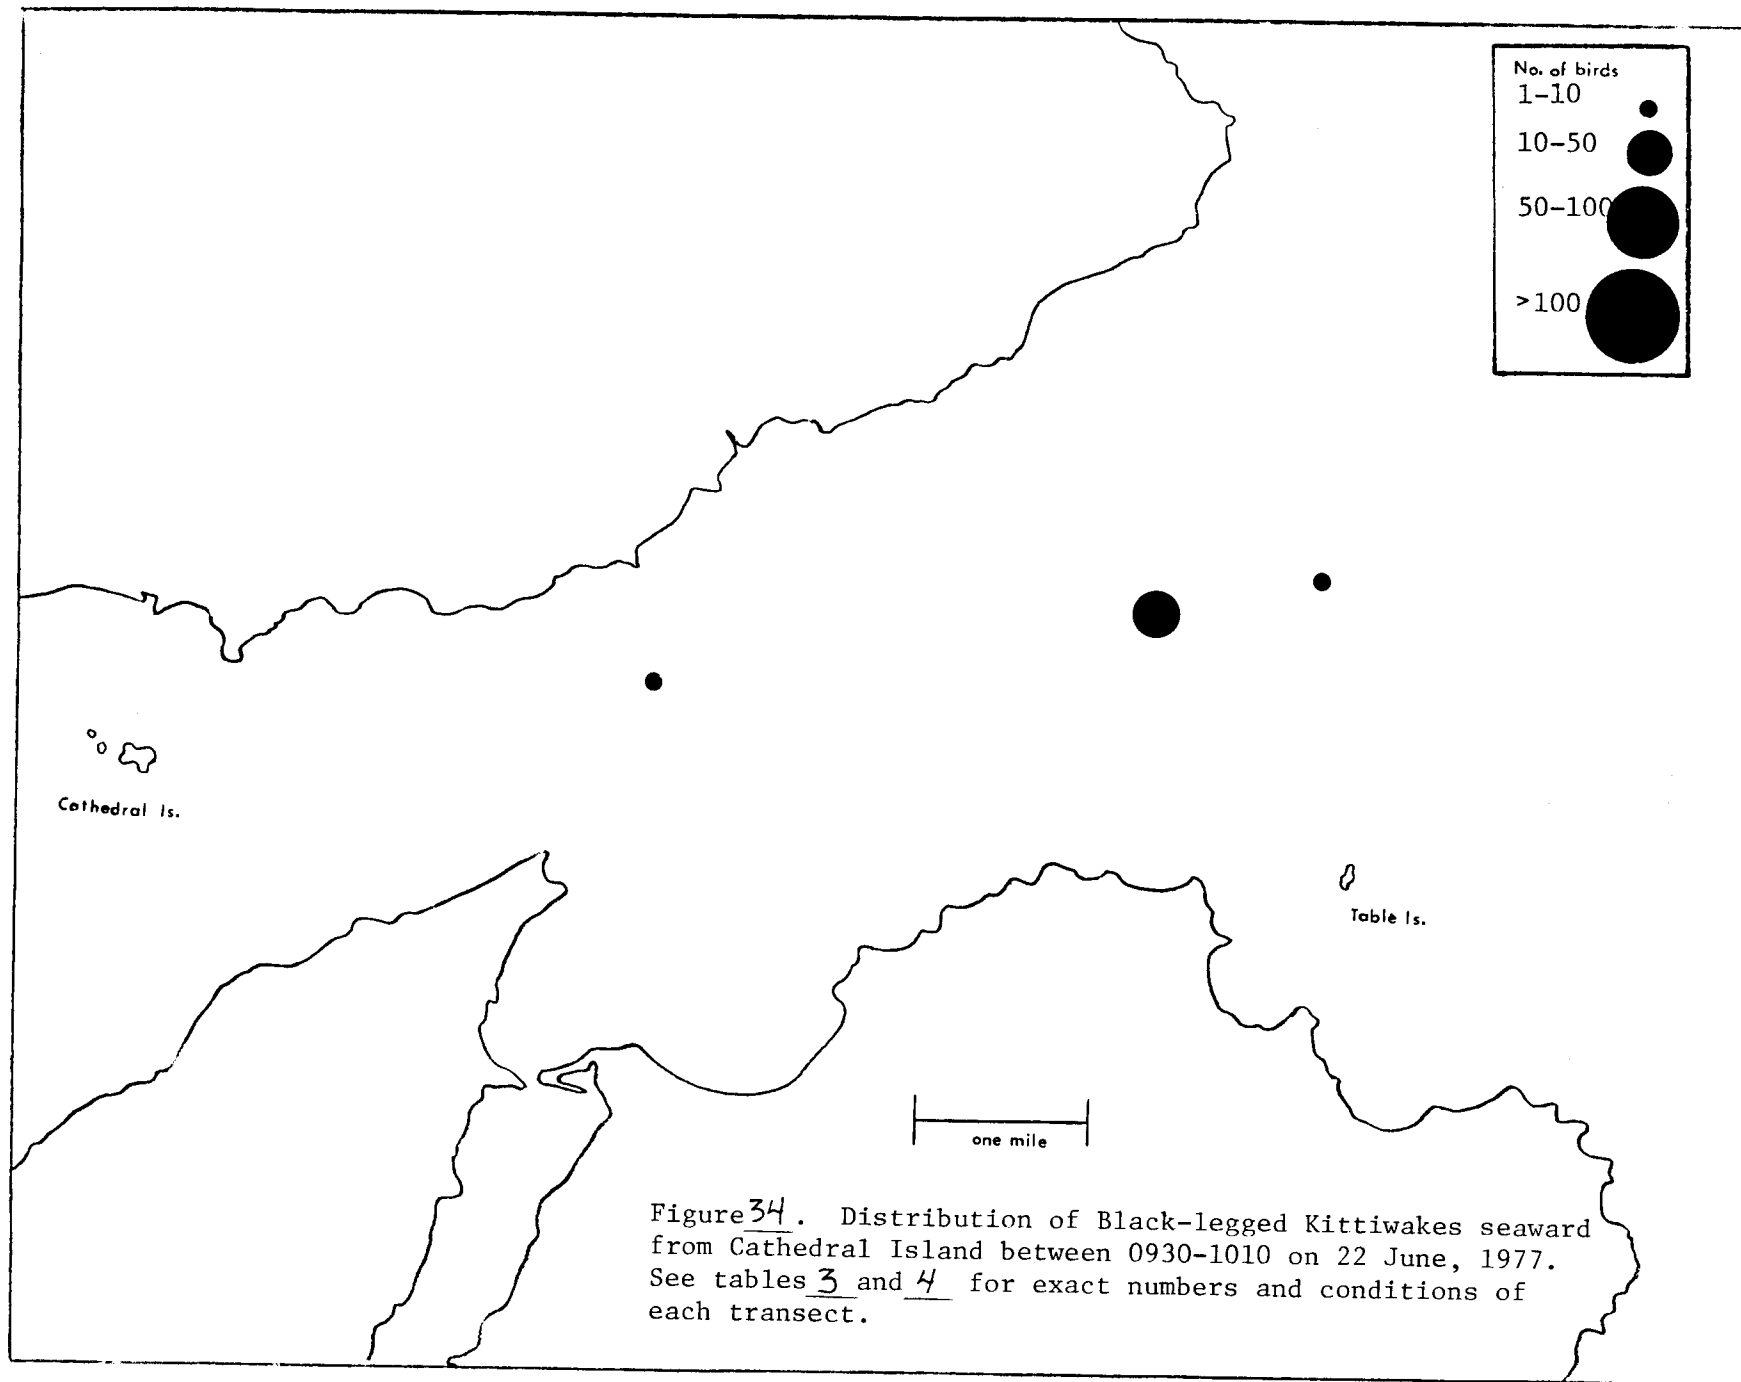 No. of birds
1-10
10-50
50-100
>100
Cathedral Is.
Table Is.
one mile
Figure 34. Distribution of Black-legged Kittiwakes seaward
from Cathedral Island between 0930-1010 on 22 June, 1977.
See tables 3 and 4 for exact numbers and conditions of
each transect.